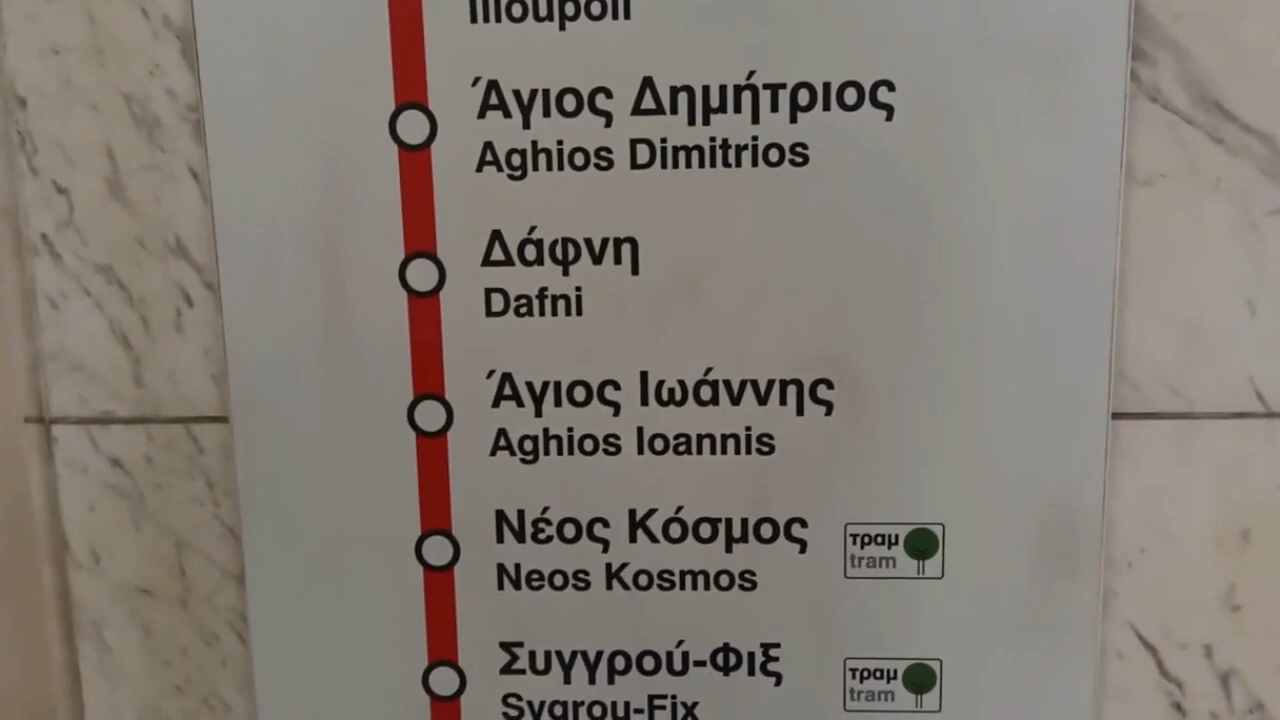 Ilioupoli
Άγιος Δημήτριος
Aghios Dimitrios
Δάφνη
Dafni
Άγιος Ιωάννης
Aghios Ioannis
Νέος Κόσμος
Neos Kosmos
τραμ
tram
Συγγρού-Φιξ
Sygrou-Fix
τραμ
tram